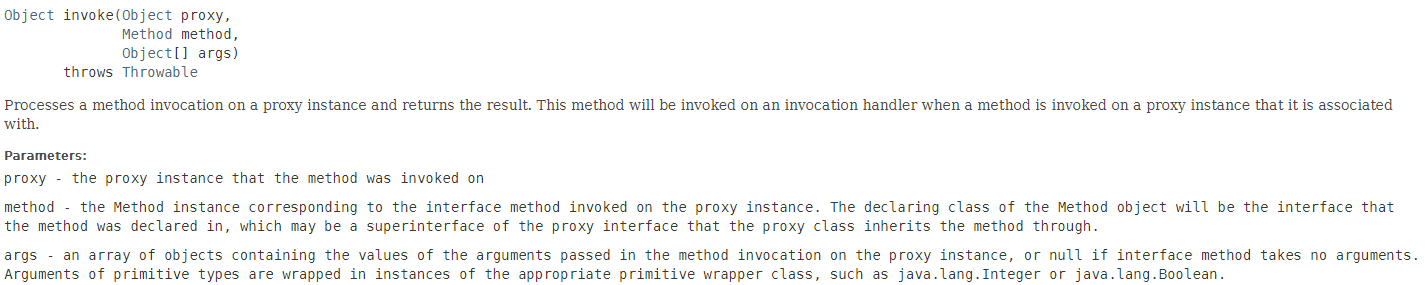 Object invoke(Object proxy,
Method method,
Object[] args)
throws Throwable
Processes a method invocation on a proxy instance and returns the result. This method will be invoked on an invocation handler when a method is invoked on a proxy instance that it is associated
with.
Parameters:
proxy - the proxy instance that the method was invoked on
method - the Method instance corresponding to the interface method invoked on the proxy instance. The declaring class of the Method object will be the interface that
the method was declared in, which may be a superinterface of the proxy interface that the proxy class inherits the method through.
args - an array of objects containing the values of the arguments passed in the method invocation on the proxy instance, or null if interface method takes no arguments.
Arguments of primitive types are wrapped in instances of the appropriate primitive wrapper class, such as java.lang.Integer or java.lang.Boolean.